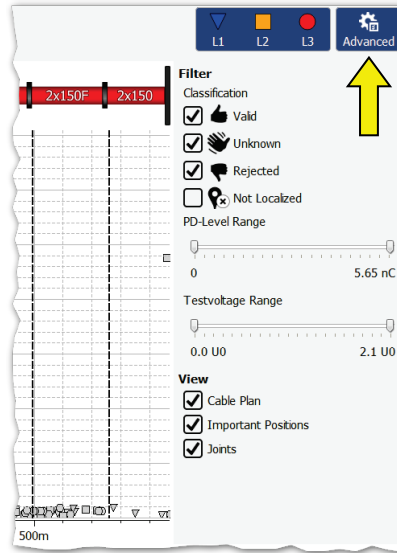 L1 L2 L3 Advanced
2x150F 2x150
Filter
Classification
Valid
Unknown
Rejected
Not Localized
PD-Level Range
0 5.65 nC
Testvoltage Range
0.0 U0 2.1 U0
View
Cable Plan
Important Positions
Joints
500m